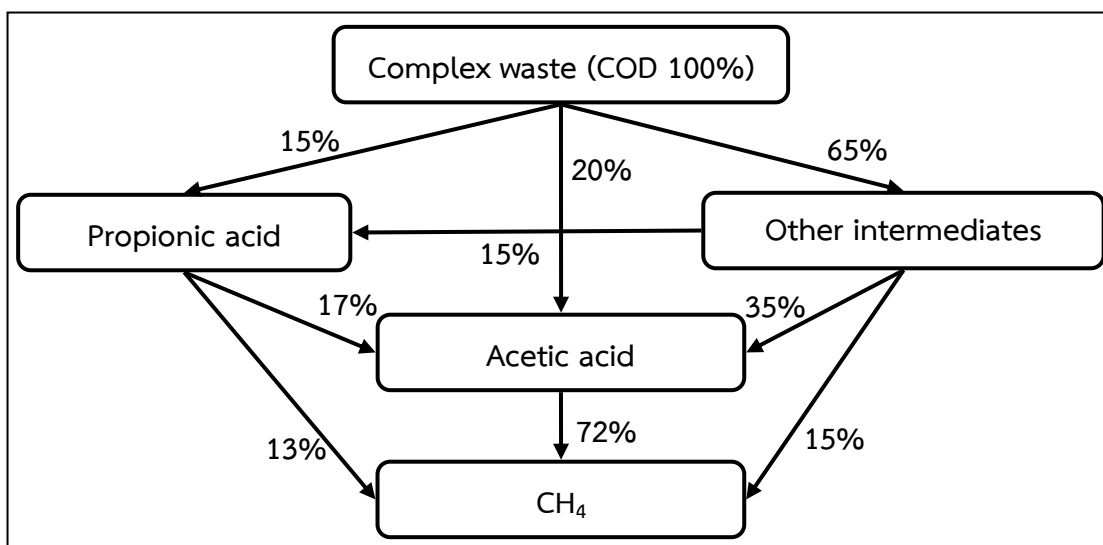 Complex waste (COD 100%)
15%
20%
65%
Propionic acid
Other intermediates
15%
17%
35%
Acetic acid
13%
72%
15%
CH₄